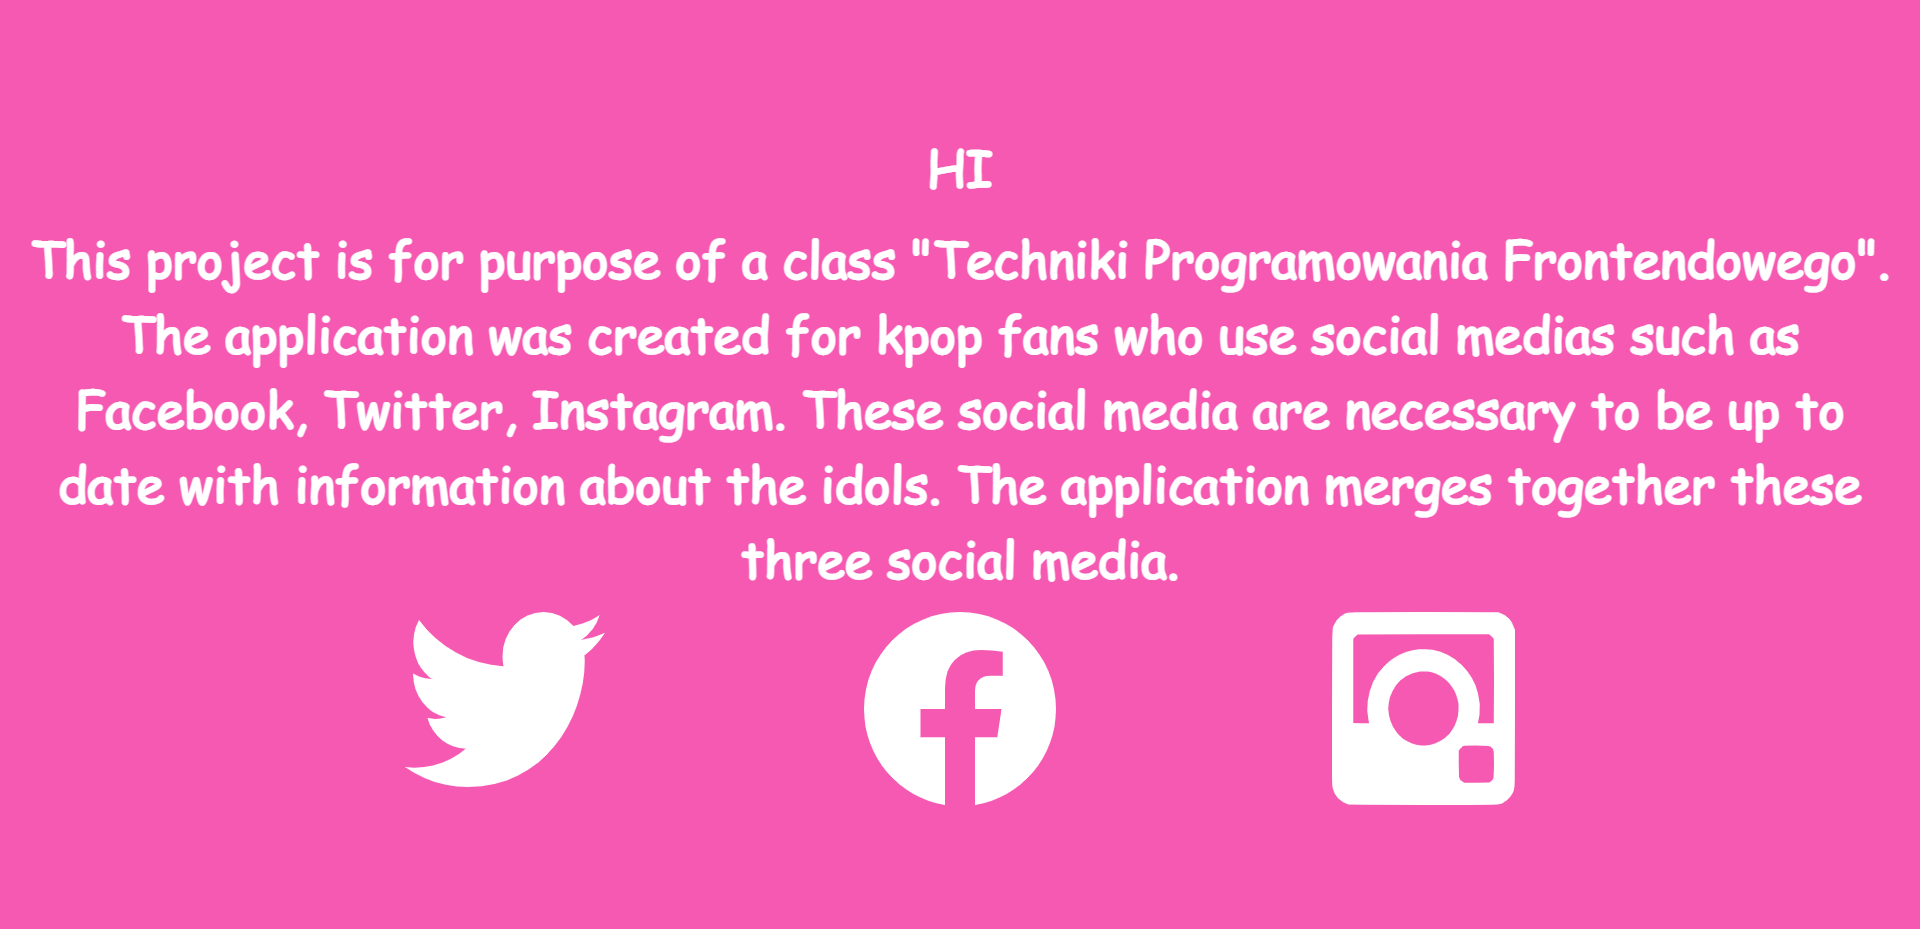 HI
This project is for purpose of a class "Techniki Programowania Frontendowego".
The application was created for kpop fans who use social medias such as
Facebook, Twitter, Instagram. These social media are necessary to be up to
date with information about the idols. The application merges together these
three social media.